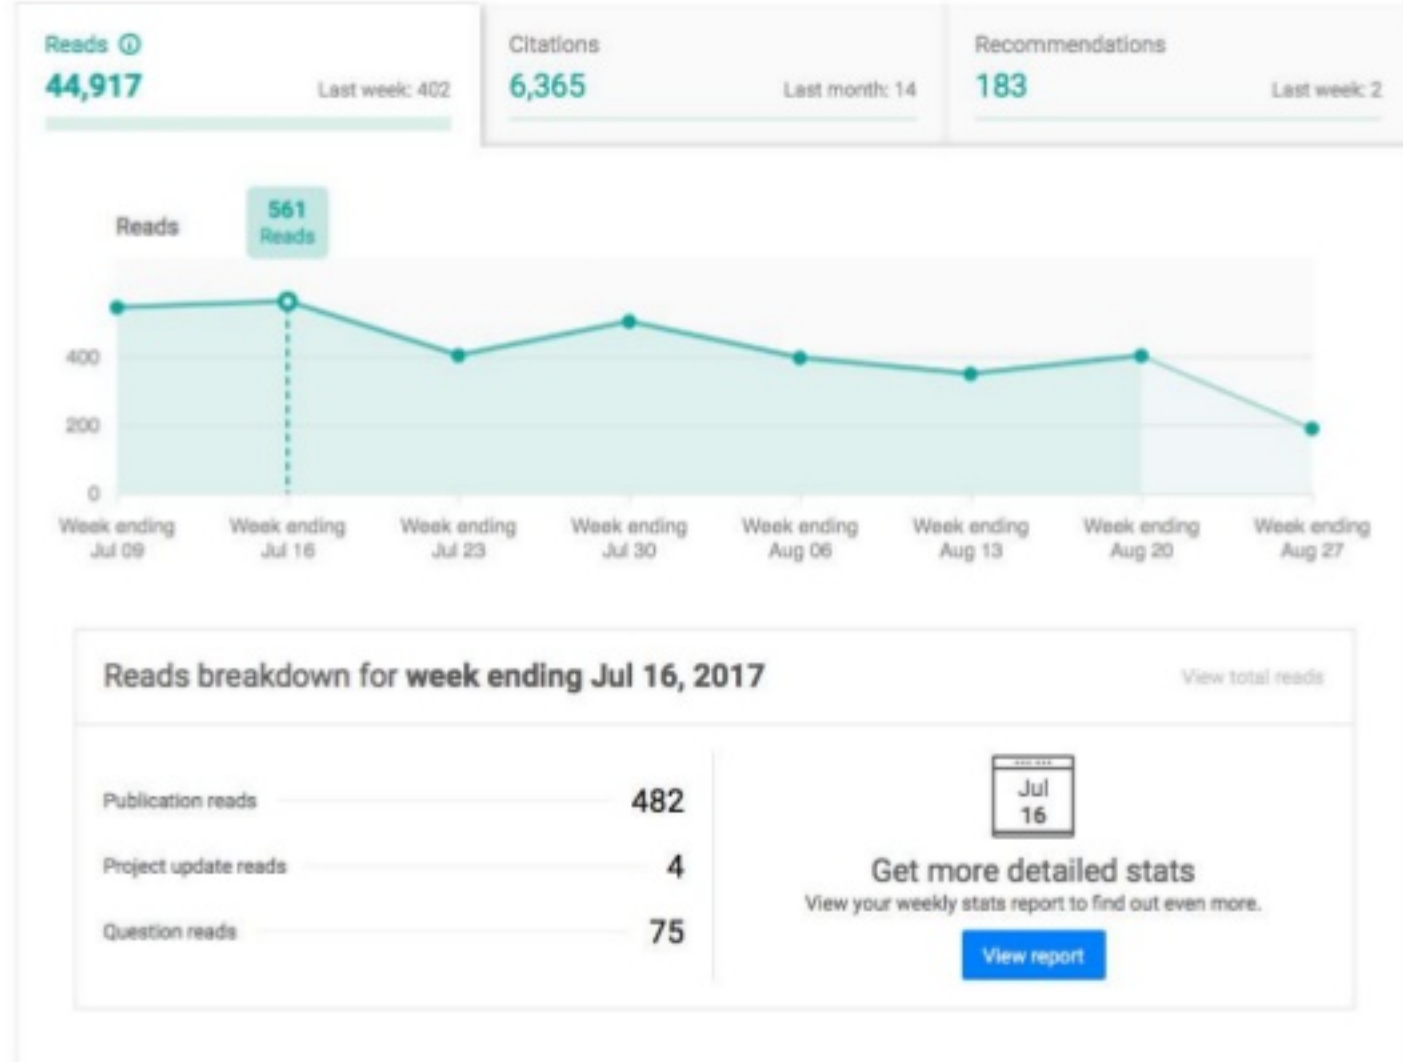 Reads
44,917
Last week: 402
Citations
6,365
Last month: 14
Recommendations
183
Last week: 2
Reads
561
Reads
400
200
0
Week ending
Jul 09
Week ending
Jul 16
Week ending
Jul 23
Week ending
Jul 30
Week ending
Aug 06
Week ending
Aug 13
Week ending
Aug 20
Week ending
Aug 27
Reads breakdown for week ending Jul 16, 2017
View total reads
Publication reads 482
Project update reads 4
Question reads 75
Jul
16
Get more detailed stats
View your weekly stats report to find out even more.
View report